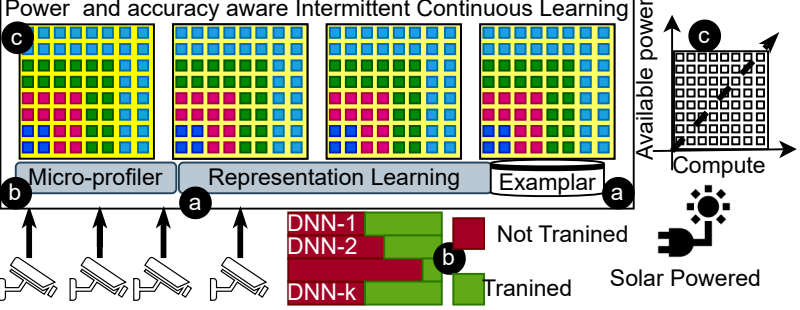 Power and accuracy aware Intermittent Continuous Learning
c
c
Available power
Compute
Micro-profiler
Representation Learning
Examplar
b
a
a
DNN-1
DNN-2
DNN-k
b
Not Tranined
Tranined
Solar Powered